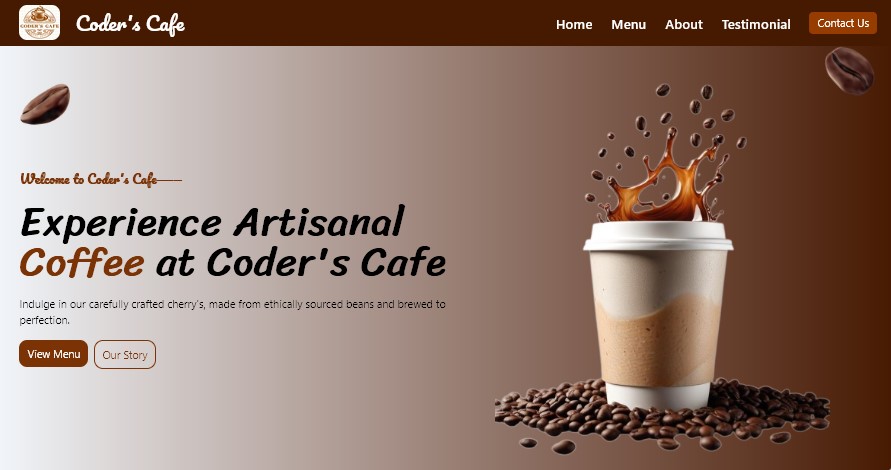 CODER'S CAFE
Coder's Cafe
Home Menu About Testimonial Contact Us
Welcome to Coder's Cafe
Experience Artisanal
Coffee at Coder's Cafe
Indulge in our carefully crafted cherry's, made from ethically sourced beans and brewed to
perfection.
View Menu Our Story